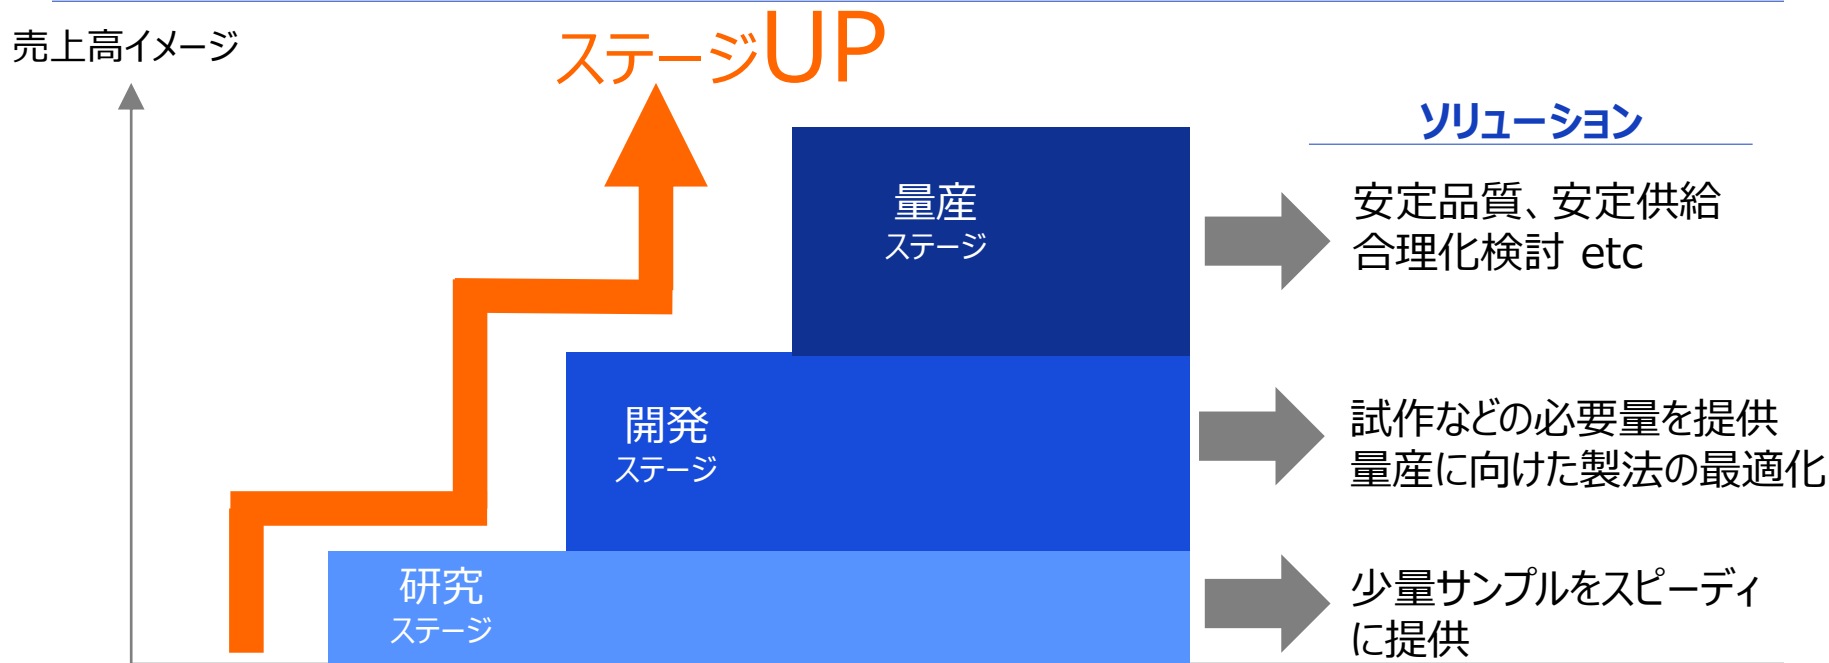 売上高イメージ
ステージUP
ソリューション
量産
ステージ
安定品質、安定供給
合理化検討 etc
開発
ステージ
試作などの必要量を提供
量産に向けた製法の最適化
研究
ステージ
少量サンプルをスピーディ
に提供